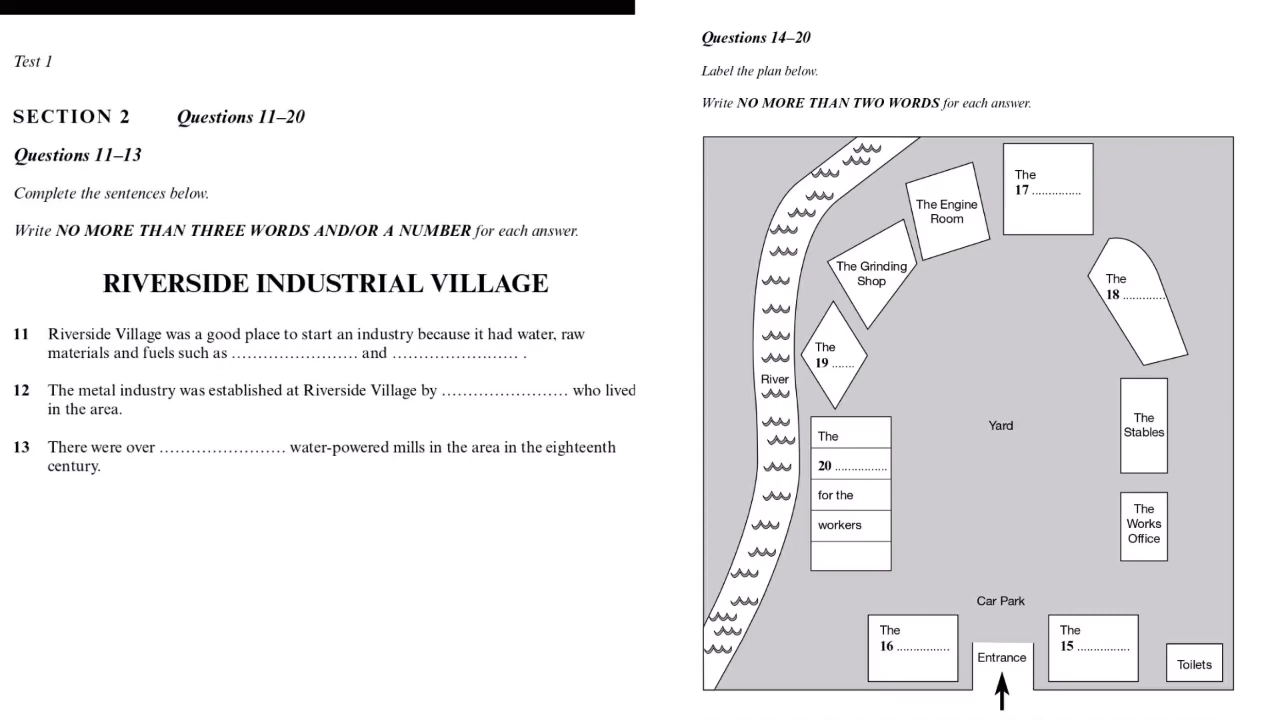 Test 1
SECTION 2 Questions 11–20
Questions 11–13
Complete the sentences below.
Write NO MORE THAN THREE WORDS AND/OR A NUMBER for each answer.
RIVERSIDE INDUSTRIAL VILLAGE
11 Riverside Village was a good place to start an industry because it had water, raw
materials and fuels such as …………………… and …………………… .
12 The metal industry was established at Riverside Village by …………………… who lived
in the area.
13 There were over …………………… water-powered mills in the area in the eighteenth
century.
Questions 14–20
Label the plan below.
Write NO MORE THAN TWO WORDS for each answer.
The
17 ...............
The Engine
Room
The Grinding
Shop
The
18 .............
The
19 .......
River
The
20 ................
for the
workers
Yard
The
Stables
The
Works
Office
Car Park
The
16 ................
Entrance
The
15 ................
Toilets